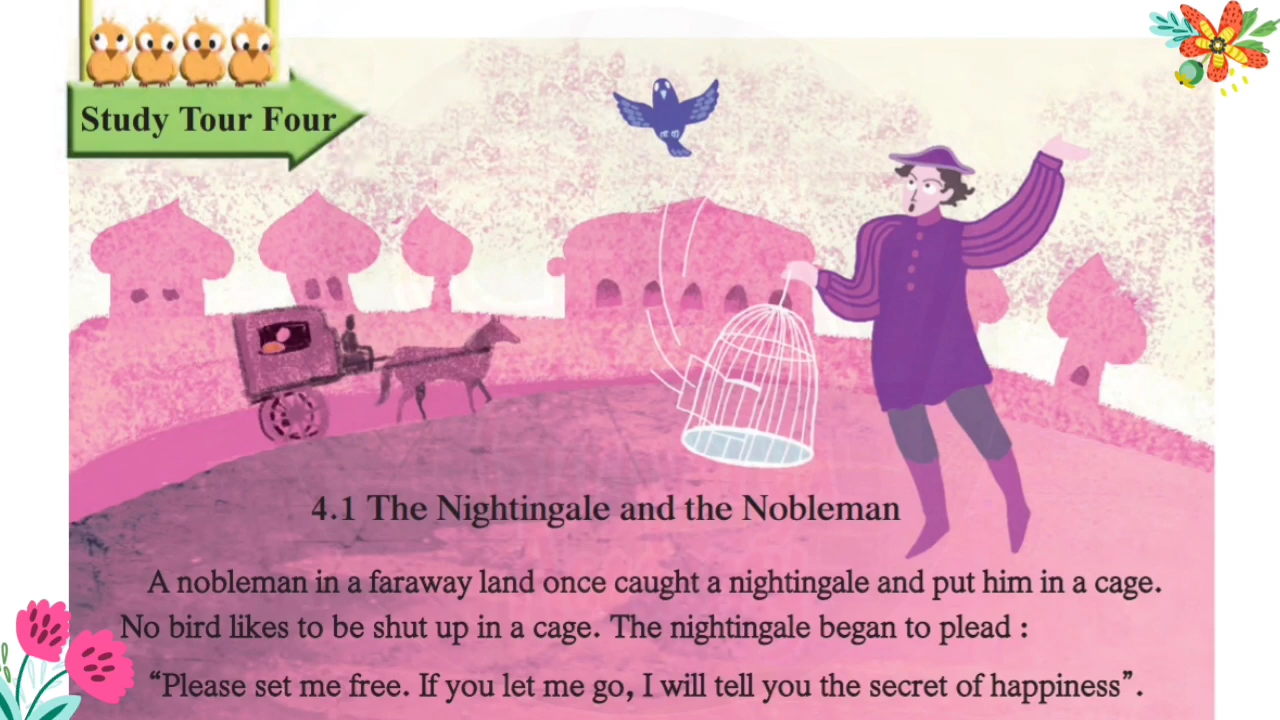 Study Tour Four
4.1 The Nightingale and the Nobleman
A nobleman in a faraway land once caught a nightingale and put him in a cage.
No bird likes to be shut up in a cage. The nightingale began to plead :
“Please set me free. If you let me go, I will tell you the secret of happiness”.